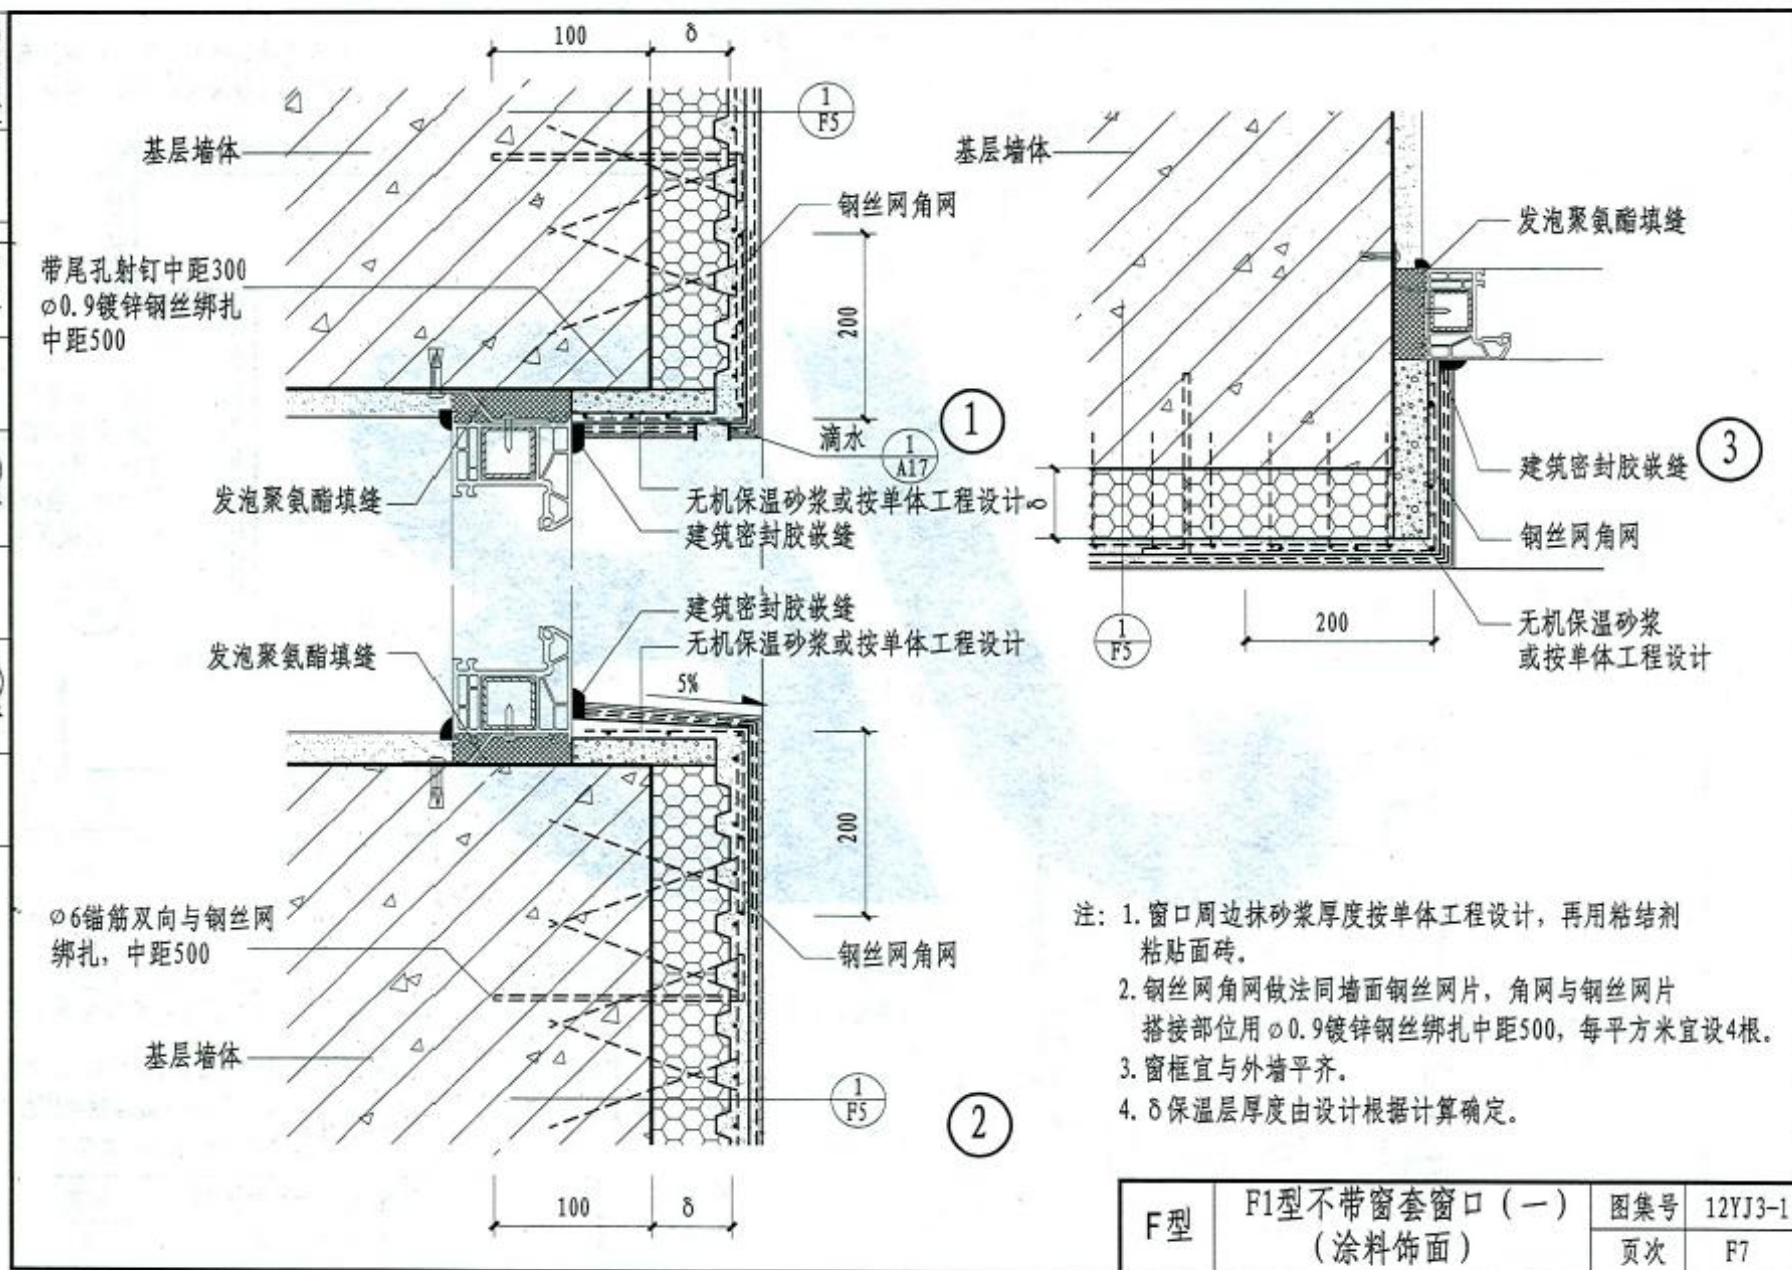 100
δ
1
F5
基层墙体
钢丝网角网
带尾孔射钉中距300
∅0.9镀锌钢丝绑扎
中距500
200
1
滴水
1
A17
发泡聚氨酯填缝
无机保温砂浆或按单体工程设计
建筑密封胶嵌缝
建筑密封胶嵌缝
发泡聚氨酯填缝
无机保温砂浆或按单体工程设计
5%
200
∅6锚筋双向与钢丝网
绑扎，中距500
钢丝网角网
基层墙体
1
F5
2
100
δ
基层墙体
发泡聚氨酯填缝
3
建筑密封胶嵌缝
δ
钢丝网角网
1
F5
200
无机保温砂浆
或按单体工程设计
注：1.窗口周边抹砂浆厚度按单体工程设计，再用粘结剂
粘贴面砖。
2.钢丝网角网做法同墙面钢丝网片，角网与钢丝网片
搭接部位用∅0.9镀锌钢丝绑扎中距500，每平方米宜设4根。
3.窗框宜与外墙平齐。
4.δ保温层厚度由设计根据计算确定。
F型
F1型不带窗套窗口（一）
（涂料饰面）
图集号
12YJ3-1
页次
F7